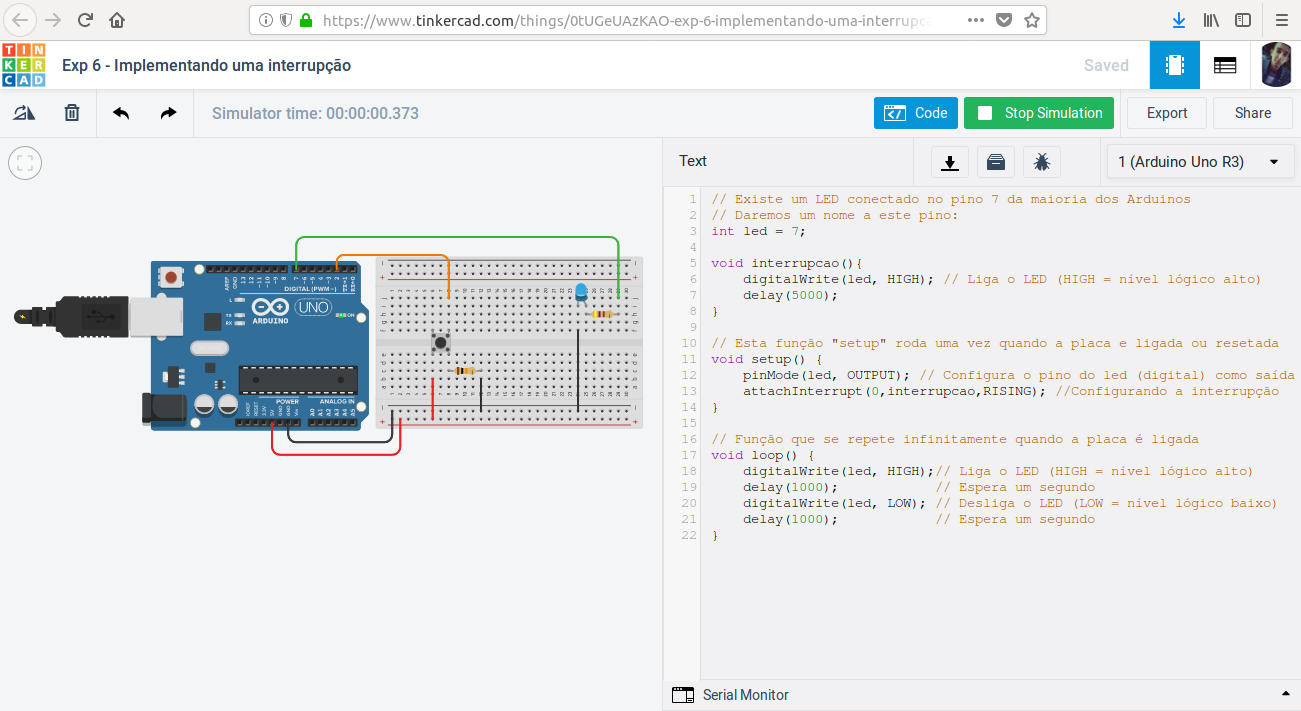 https://www.tinkercad.com/things/0tUGeUAzKAO-exp-6-implementando-uma-interrupc
TIN
KER
CAD
Exp 6 - Implementando uma interrupção
Saved
Simulator time: 00:00:00.373
Code
Stop Simulation
Export
Share
Text
1 (Arduino Uno R3)
1 // Existe um LED conectado no pino 7 da maioria dos Arduinos
2 // Daremos um nome a este pino:
3 int led = 7;
4
5 void interrupcao(){
6 digitalWrite(led, HIGH); // Liga o LED (HIGH = nível lógico alto)
7 delay(5000);
8 }
9
10 // Esta função "setup" roda uma vez quando a placa e ligada ou resetada
11 void setup() {
12 pinMode(led, OUTPUT); // Configura o pino do led (digital) como saída
13 attachInterrupt(0,interrupcao,RISING); //Configurando a interrupção
14 }
15
16 // Função que se repete infinitamente quando a placa é ligada
17 void loop() {
18 digitalWrite(led, HIGH);// Liga o LED (HIGH = nível lógico alto)
19 delay(1000); // Espera um segundo
20 digitalWrite(led, LOW); // Desliga o LED (LOW = nível lógico baixo)
21 delay(1000); // Espera um segundo
22 }
DIGITAL (PWM~)
UNO
ARDUINO
L
TX
RX
ON
POWER
ANALOG IN
Serial Monitor